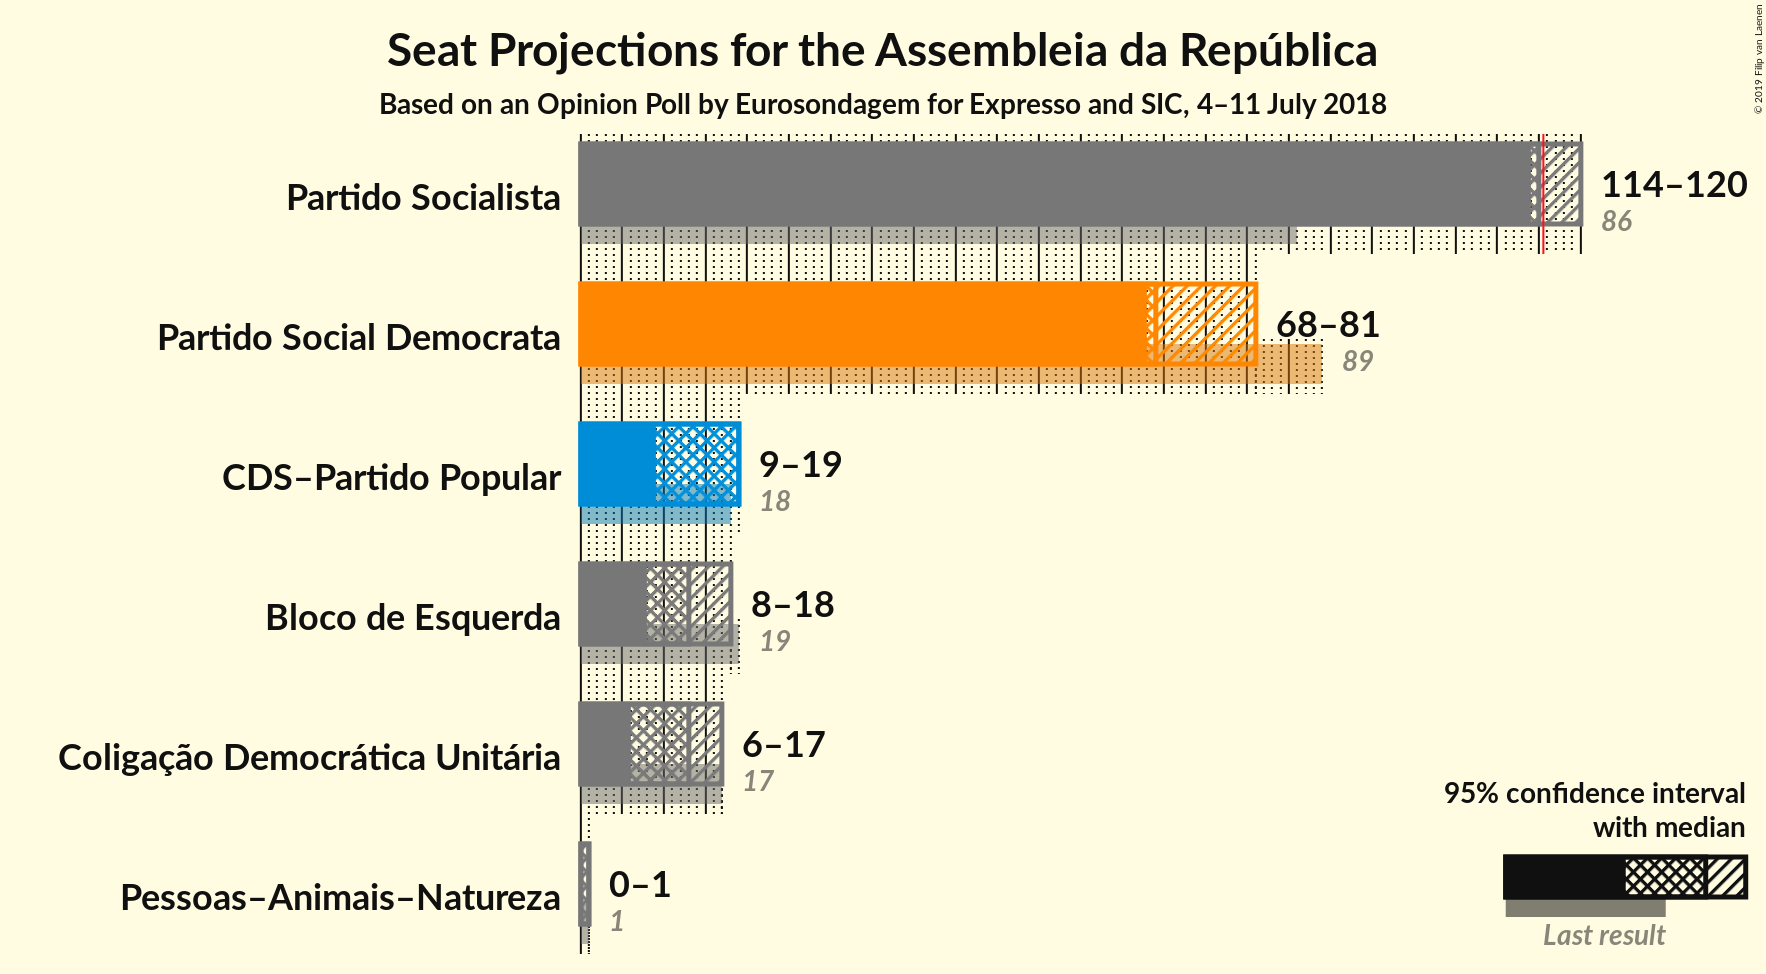 Seat Projections for the Assembleia da República
Based on an Opinion Poll by Eurosondagem for Expresso and SIC, 4–11 July 2018
© 2019 Filip van Laenen
Partido Socialista
114–120
86
Partido Social Democrata
68–81
89
CDS–Partido Popular
9–19
18
Bloco de Esquerda
8–18
19
Coligação Democrática Unitária
6–17
17
Pessoas–Animais–Natureza
0–1
1
95% confidence interval
with median
Last result